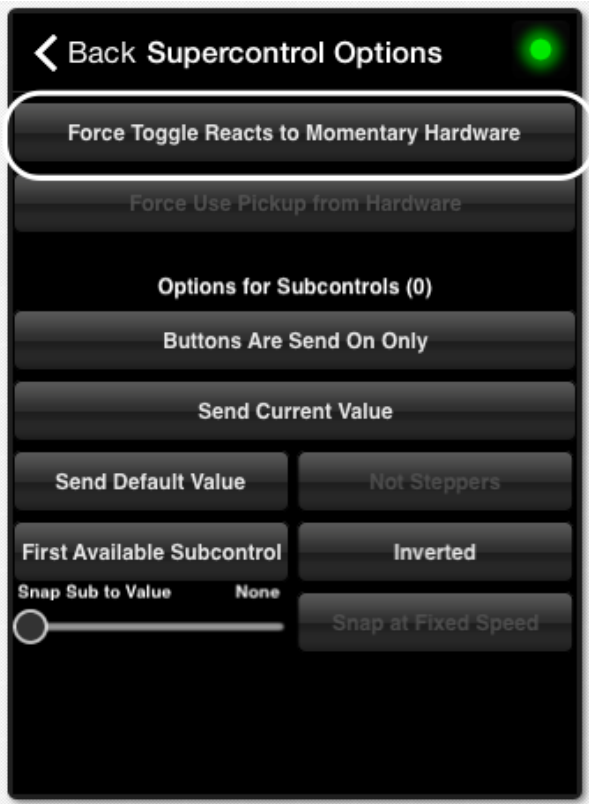 Back Supercontrol Options
Force Toggle Reacts to Momentary Hardware
Force Use Pickup from Hardware
Options for Subcontrols (0)
Buttons Are Send On Only
Send Current Value
Send Default Value
Not Steppers
First Available Subcontrol
Inverted
Snap Sub to Value None
Snap at Fixed Speed